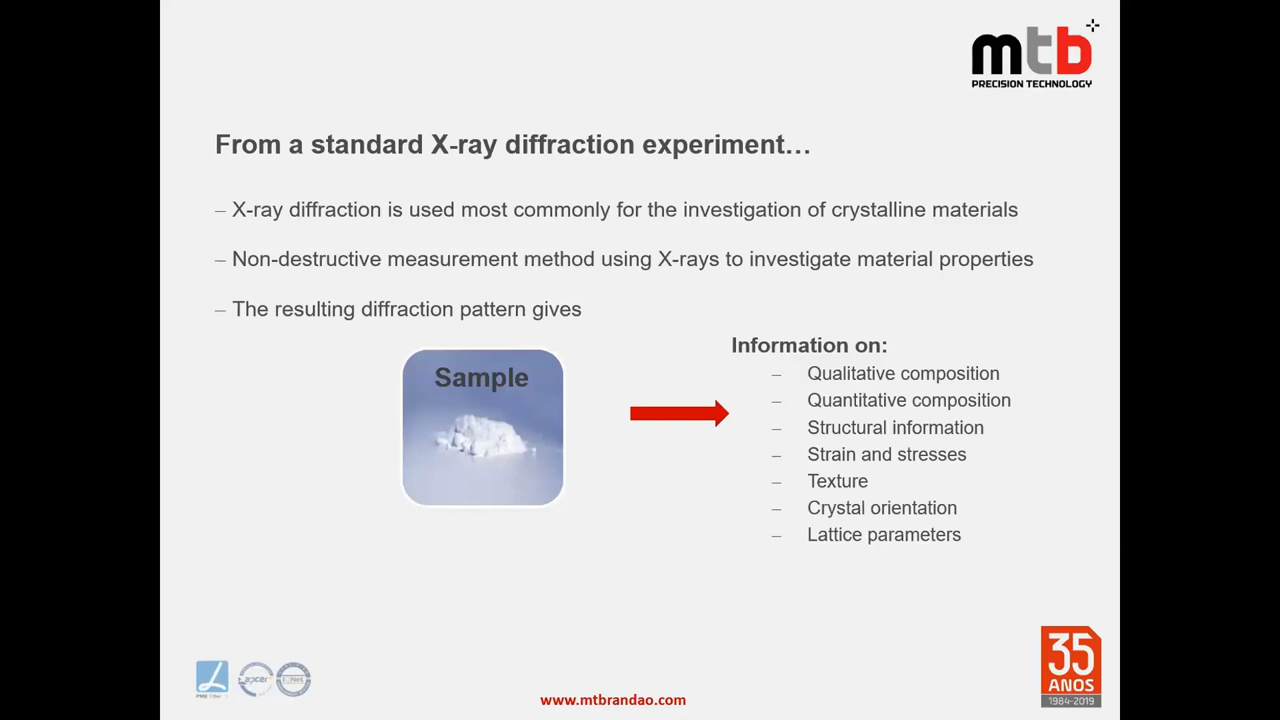 mtb
PRECISION TECHNOLOGY
From a standard X-ray diffraction experiment…
– X-ray diffraction is used most commonly for the investigation of crystalline materials
– Non-destructive measurement method using X-rays to investigate material properties
– The resulting diffraction pattern gives
Sample
Information on:
– Qualitative composition
– Quantitative composition
– Structural information
– Strain and stresses
– Texture
– Crystal orientation
– Lattice parameters
35
ANOS
1984-2019
apcer
www.mtbrandao.com